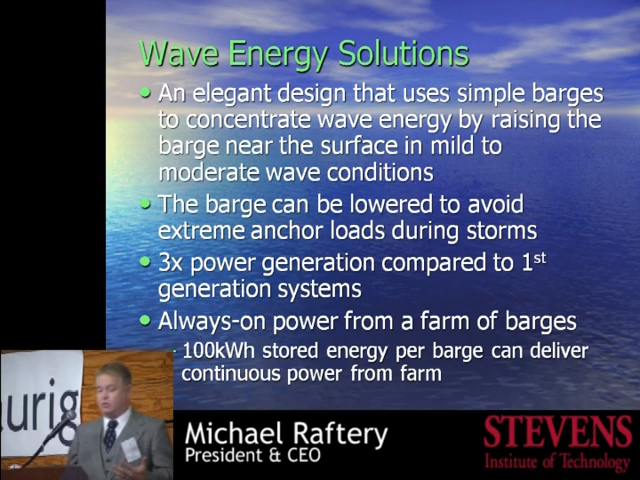 Wave Energy Solutions
• An elegant design that uses simple barges
to concentrate wave energy by raising the
barge near the surface in mild to
moderate wave conditions
• The barge can be lowered to avoid
extreme anchor loads during storms
• 3x power generation compared to 1st
generation systems
• Always-on power from a farm of barges
- 100kWh stored energy per barge can deliver
continuous power from farm
aurig
Michael Raftery
President & CEO
STEVENS
Institute of Technology